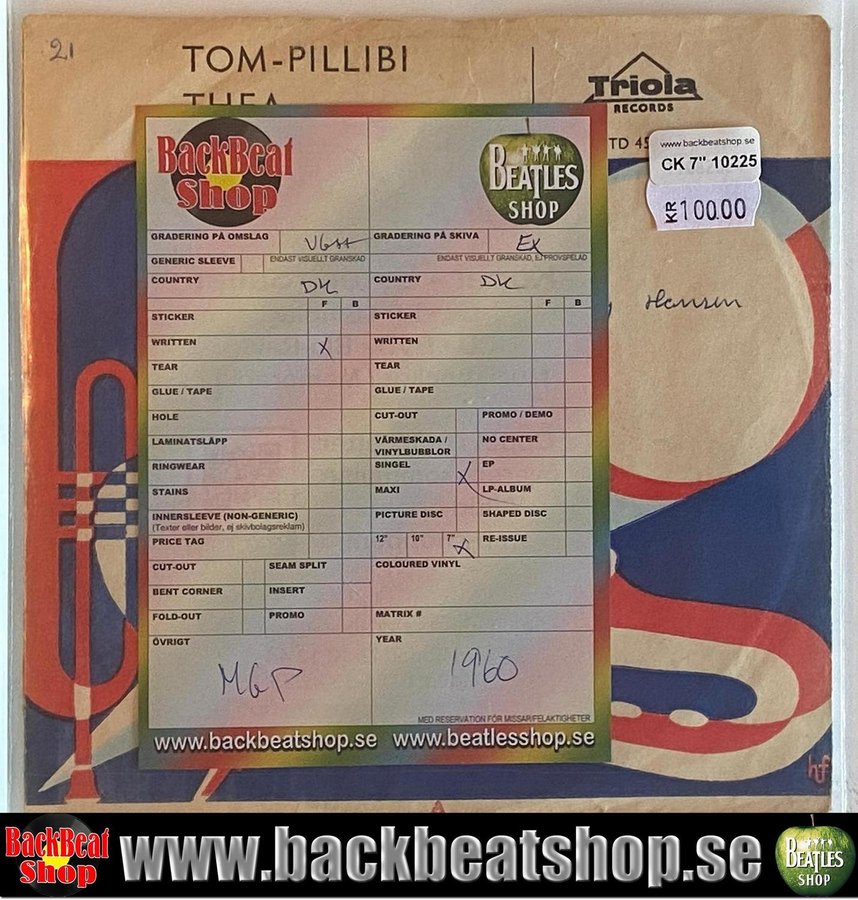 21
TOM-PILLIBI
THEA
Triola
RECORDS
TD 45
www.backbeatshop.se
CK 7" 10225
KR 100.00
Hansen
BackBeat
Shop
BEATLES
SHOP
GRADERING PÅ OMSLAG VG++ GRADERING PÅ SKIVA EX
GENERIC SLEEVE ENDAST VISUELLT GRANSKAD ENDAST VISUELLT GRANSKAD, EJ PROVSPELAD
COUNTRY DK COUNTRY DK
F B F B
STICKER STICKER
WRITTEN X WRITTEN
TEAR TEAR
GLUE / TAPE GLUE / TAPE
HOLE CUT-OUT PROMO / DEMO
LAMINATSLÄPP VÄRMESKADA / VINYLBUBBLOR NO CENTER
RINGWEAR SINGEL X EP
STAINS MAXI LP-ALBUM
INNERSLEEVE (NON-GENERIC) PICTURE DISC SHAPED DISC
(Texter eller bilder, ej skivbolagsreklam)
PRICE TAG 12" 10" 7" X RE-ISSUE
CUT-OUT SEAM SPLIT COLOURED VINYL
BENT CORNER INSERT
FOLD-OUT PROMO MATRIX #
ÖVRIGT YEAR
MGP 1960
MED RESERVATION FÖR MISSAR/FELAKTIGHETER
www.backbeatshop.se www.beatlesshop.se
hf
BackBeat
Shop
www.backbeatshop.se
BEATLES
SHOP